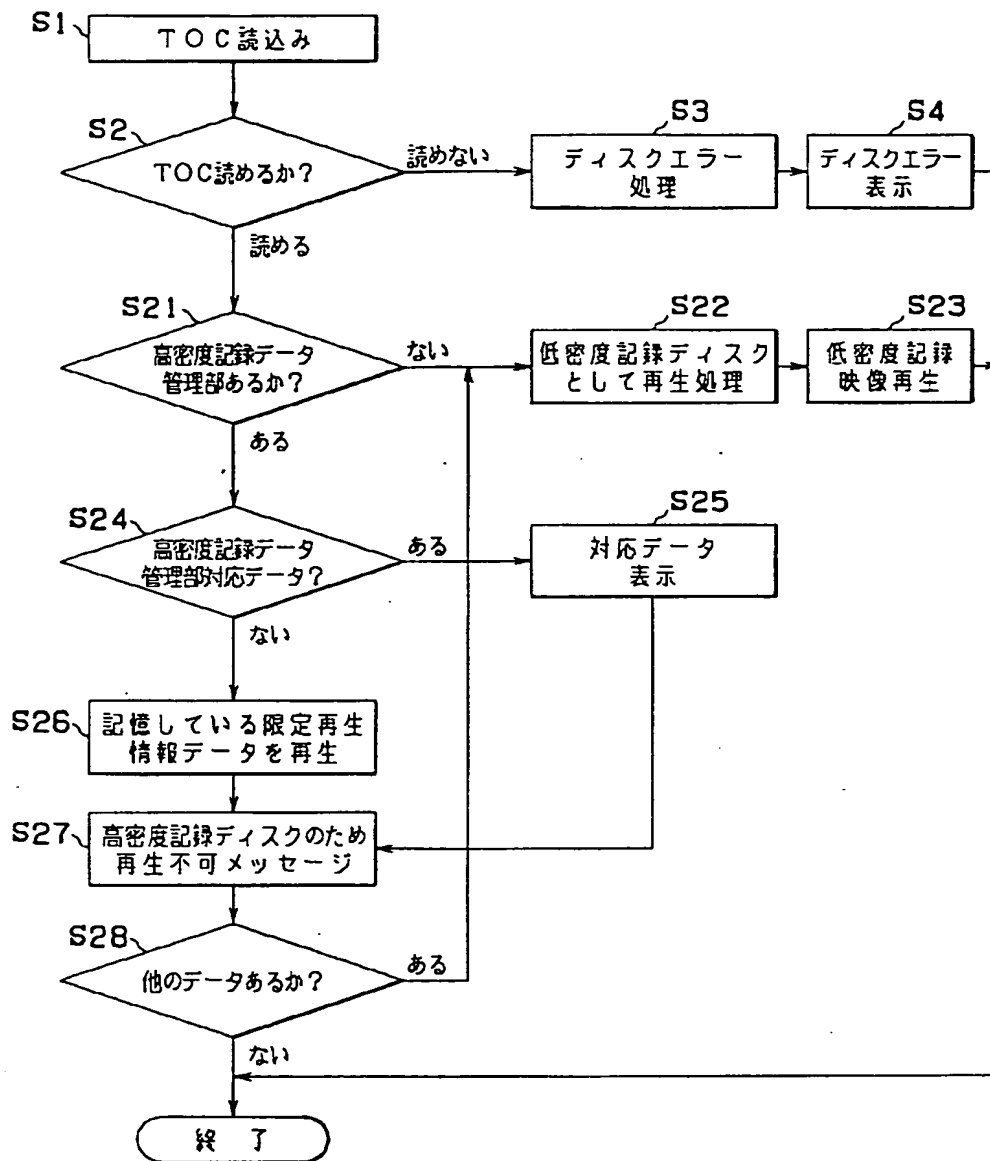 S1
TOC読込み
S2
TOC読めるか?
読めない
S3
ディスクエラー
処理
S4
ディスクエラー
表示
読める
S21
高密度記録データ
管理部あるか?
ない
S22
低密度記録ディスク
として再生処理
S23
低密度記録
映像再生
ある
S24
高密度記録データ
管理部対応データ?
ある
S25
対応データ
表示
ない
S26
記憶している限定再生
情報データを再生
S27
高密度記録ディスクのため
再生不可メッセージ
S28
他のデータあるか?
ある
ない
終了